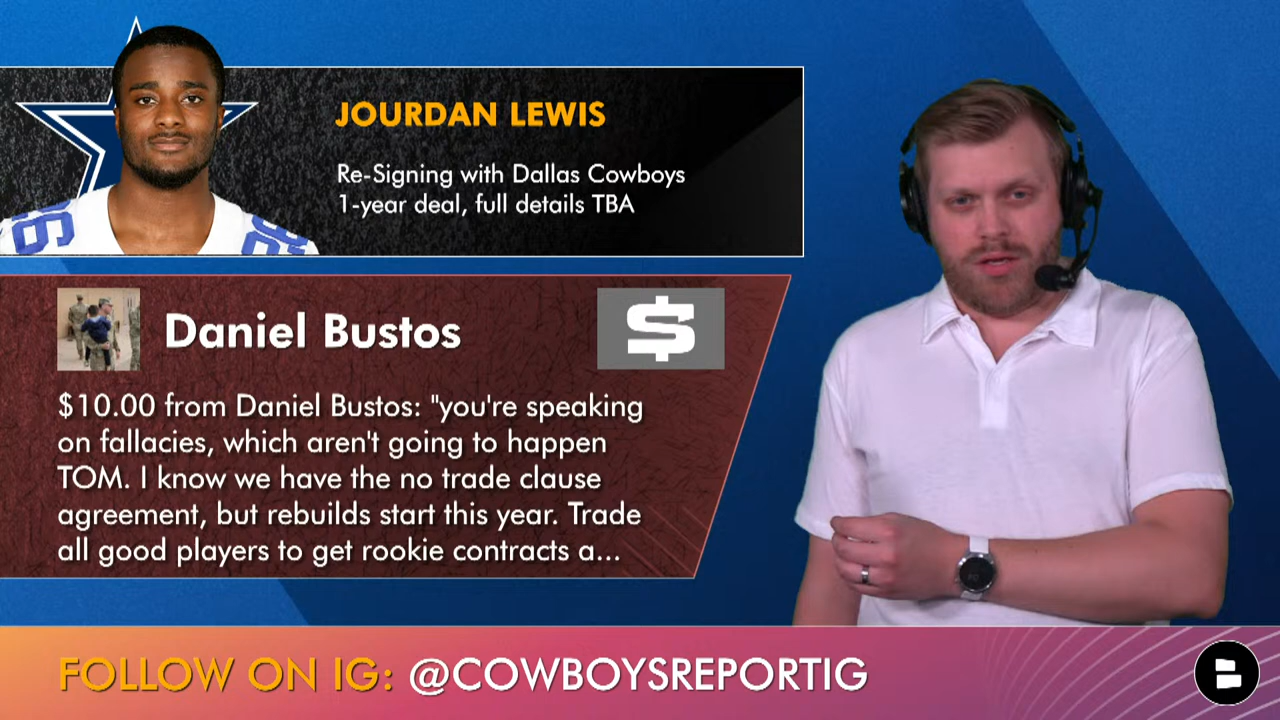 JOURDAN LEWIS
Re-Signing with Dallas Cowboys
1-year deal, full details TBA
Daniel Bustos
$
$10.00 from Daniel Bustos: "you're speaking
on fallacies, which aren't going to happen
TOM. I know we have the no trade clause
agreement, but rebuilds start this year. Trade
all good players to get rookie contracts a...
FOLLOW ON IG: @COWBOYSREPORTIG